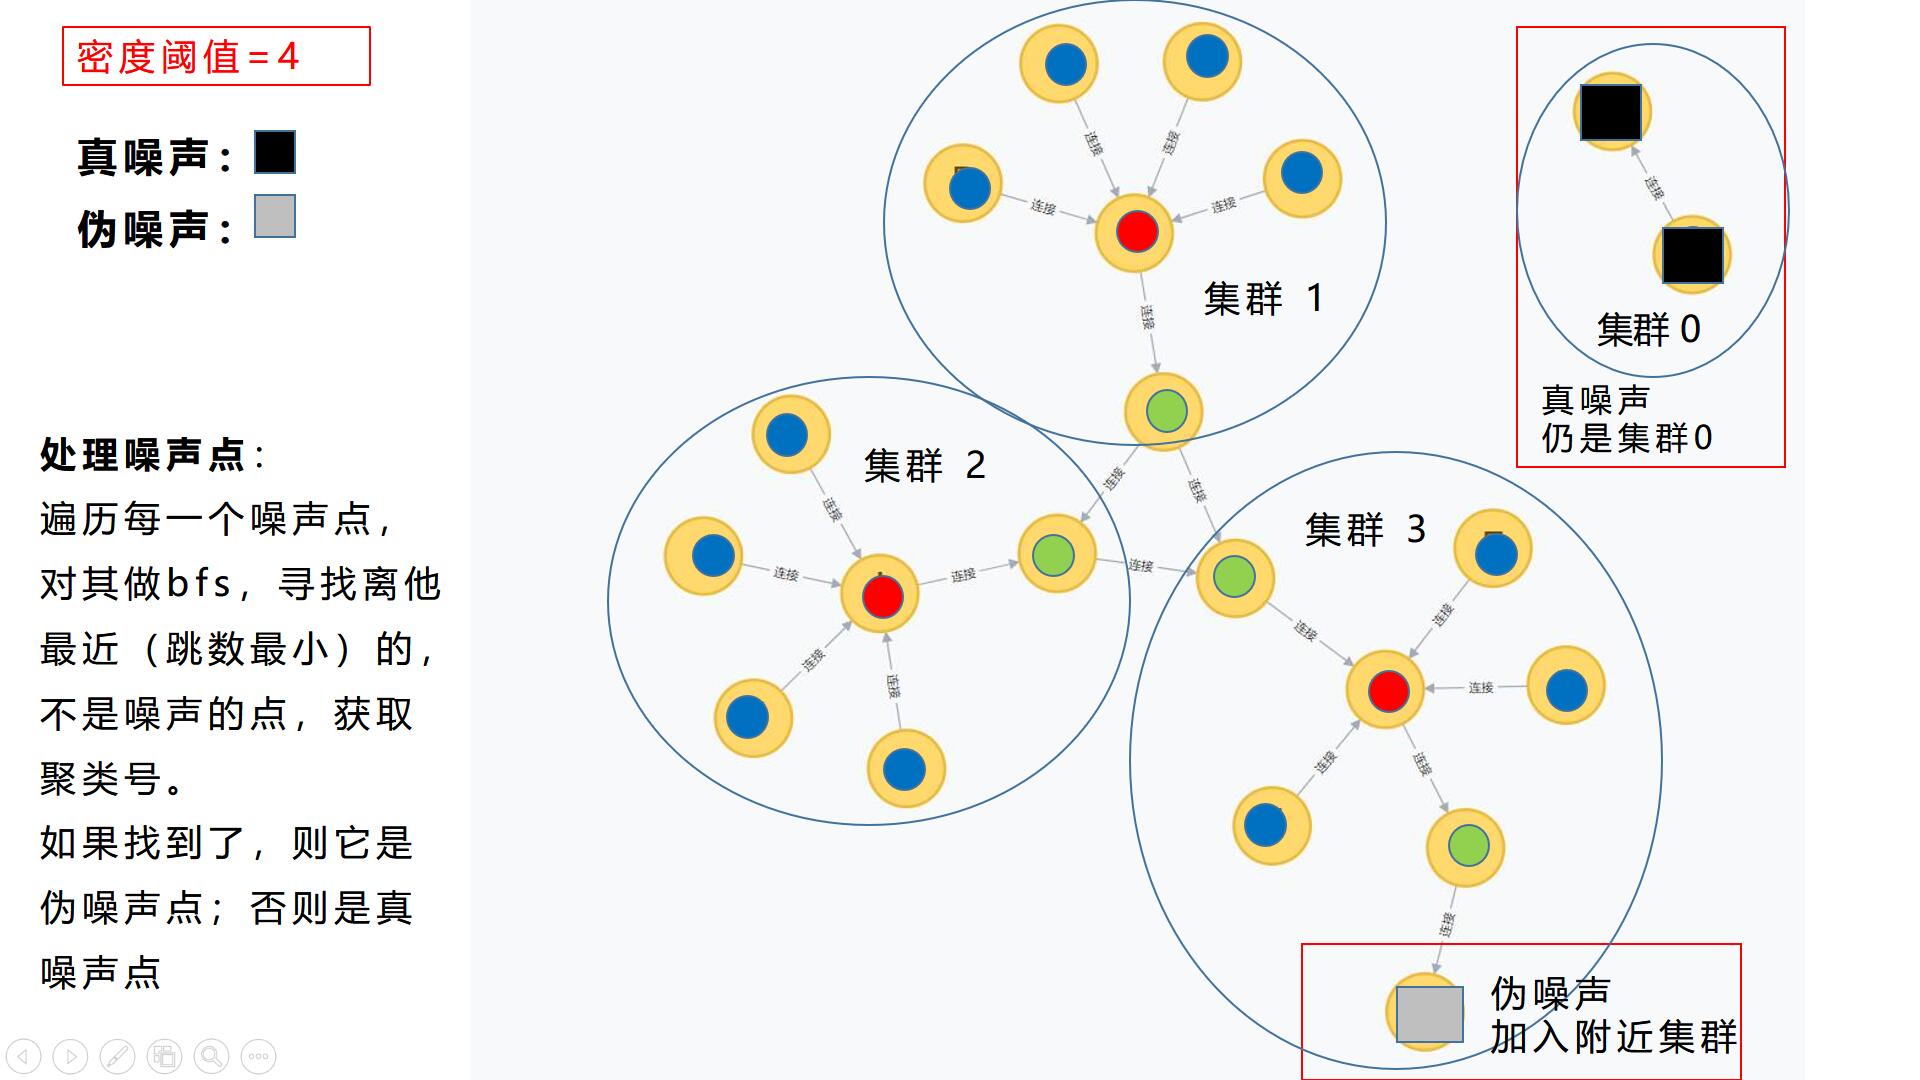 密度阈值=4
真噪声：
伪噪声：
处理噪声点：
遍历每一个噪声点，
对其做bfs，寻找离他
最近（跳数最小）的，
不是噪声的点，获取
聚类号。
如果找到了，则它是
伪噪声点；否则是真
噪声点
连接
连接
连接
连接
连接
集群 1
连接
集群 0
真噪声
仍是集群0
集群 2
连接
连接
连接
连接
连接
连接
连接
连接
集群 3
连接
连接
连接
连接
连接
连接
伪噪声
加入附近集群